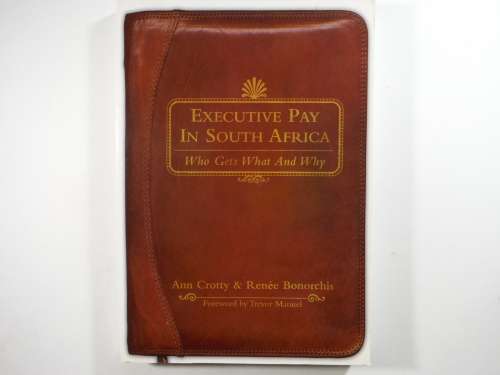 Executive Pay
In South Africa
Who Gets What And Why
Ann Crotty & Renée Bonorchis
Foreword by Trevor Manuel